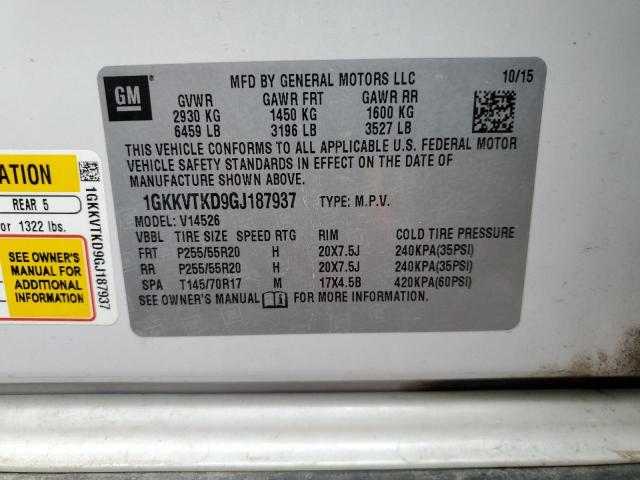 GM
MFD BY GENERAL MOTORS LLC 10/15
GVWR GAWR FRT GAWR RR
2930 KG 1450 KG 1600 KG
6459 LB 3196 LB 3527 LB
THIS VEHICLE CONFORMS TO ALL APPLICABLE U.S. FEDERAL MOTOR
VEHICLE SAFETY STANDARDS IN EFFECT ON THE DATE OF
MANUFACTURE SHOWN ABOVE.
1GKKVTKD9GJ187937 TYPE: M.P.V.
MODEL: V14526
VBBL TIRE SIZE SPEED RTG RIM COLD TIRE PRESSURE
FRT P255/55R20 H 20X7.5J 240KPA(35PSI)
RR P255/55R20 H 20X7.5J 240KPA(35PSI)
SPA T145/70R17 M 17X4.5B 420KPA(60PSI)
SEE OWNER'S MANUAL FOR MORE INFORMATION.
ATION
REAR 5
or 1322 lbs.
SEE OWNER'S
MANUAL FOR
ADDITIONAL
INFORMATION
1GKKVTKD9GJ187937